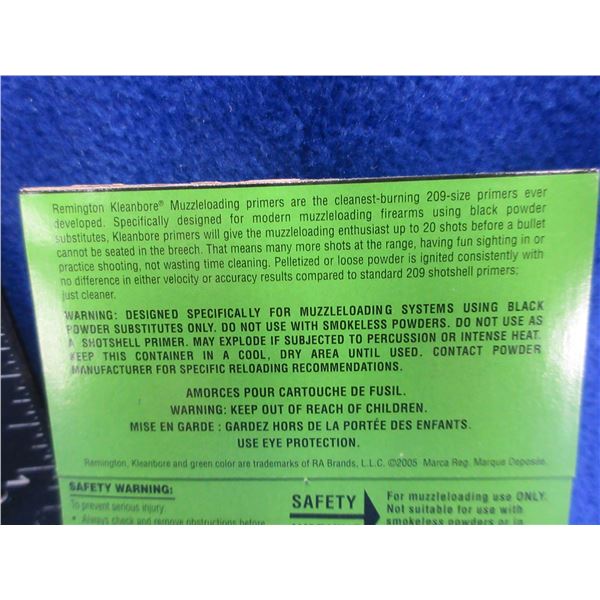 Remington Kleanbore® Muzzleloading primers are the cleanest-burning 209-size primers ever
developed. Specifically designed for modern muzzleloading firearms using black powder
substitutes, Kleanbore primers will give the muzzleloading enthusiast up to 20 shots before a bullet
cannot be seated in the breech. That means many more shots at the range, having fun sighting in or
practice shooting, not wasting time cleaning. Pelletized or loose powder is ignited consistently with
no difference in either velocity or accuracy results compared to standard 209 shotshell primers;
just cleaner.
WARNING: DESIGNED SPECIFICALLY FOR MUZZLELOADING SYSTEMS USING BLACK
POWDER SUBSTITUTES ONLY. DO NOT USE WITH SMOKELESS POWDERS. DO NOT USE AS
A SHOTSHELL PRIMER. MAY EXPLODE IF SUBJECTED TO PERCUSSION OR INTENSE HEAT.
KEEP THIS CONTAINER IN A COOL, DRY AREA UNTIL USED. CONTACT POWDER
MANUFACTURER FOR SPECIFIC RELOADING RECOMMENDATIONS.
AMORCES POUR CARTOUCHE DE FUSIL.
WARNING: KEEP OUT OF REACH OF CHILDREN.
MISE EN GARDE : GARDEZ HORS DE LA PORTÉE DES ENFANTS.
USE EYE PROTECTION.
Remington, Kleanbore and green color are trademarks of RA Brands, L.L.C. ©2005 Marca Reg. Marque Deposée.
SAFETY WARNING:
To prevent serious injury
• Always check and remove obstructions before
SAFETY
For muzzleloading use ONLY.
Not suitable for use with
smokeless powders or in